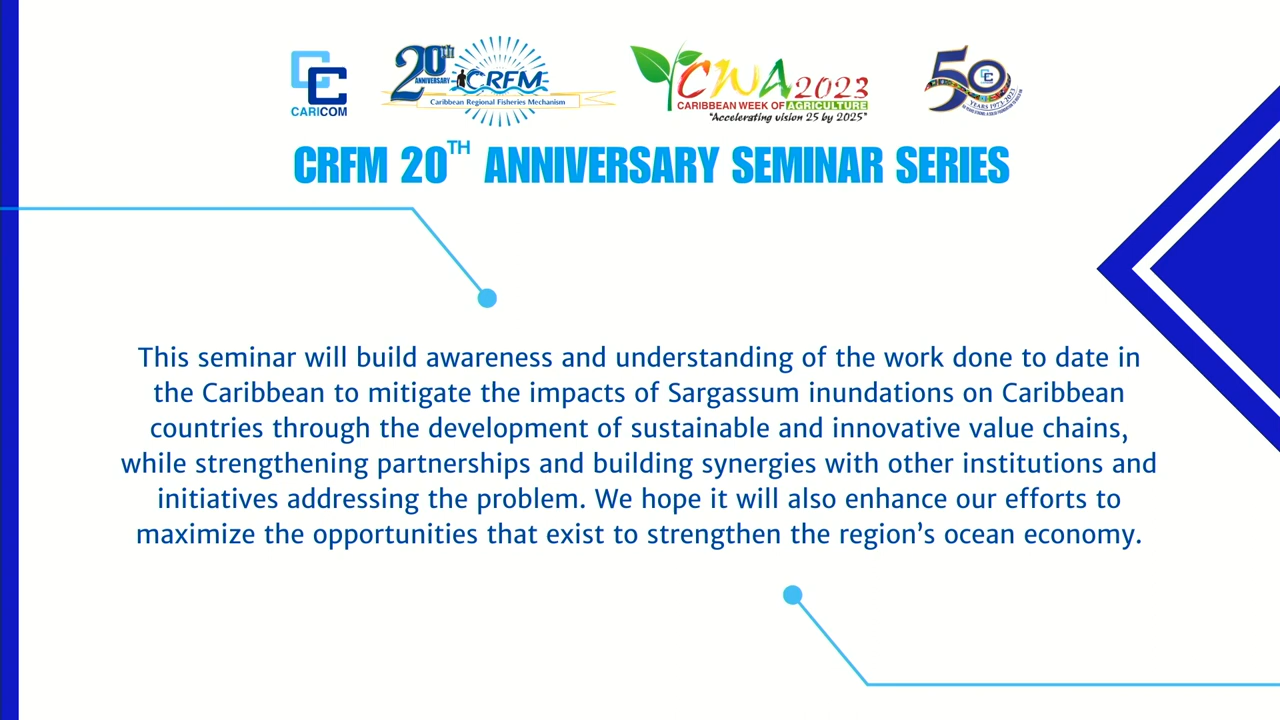 CARICOM
20TH
ANNIVERSARY
CRFM
Caribbean Regional Fisheries Mechanism
CWA2023
CARIBBEAN WEEK OF AGRICULTURE
"Accelerating vision 25 by 2025"
50
YEARS 1973-2023
CRFM 20TH ANNIVERSARY SEMINAR SERIES
This seminar will build awareness and understanding of the work done to date in
the Caribbean to mitigate the impacts of Sargassum inundations on Caribbean
countries through the development of sustainable and innovative value chains,
while strengthening partnerships and building synergies with other institutions and
initiatives addressing the problem. We hope it will also enhance our efforts to
maximize the opportunities that exist to strengthen the region’s ocean economy.